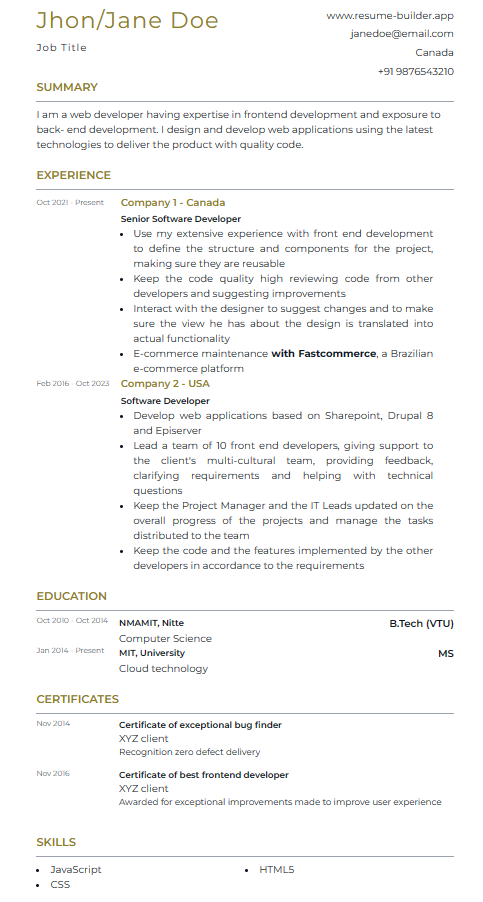 Jhon/Jane Doe
Job Title
www.resume-builder.app
janedoe@email.com
Canada
+91 9876543210
SUMMARY
I am a web developer having expertise in frontend development and exposure to
back- end development. I design and develop web applications using the latest
technologies to deliver the product with quality code.
EXPERIENCE
Oct 2021 - Present
Company 1 - Canada
Senior Software Developer
• Use my extensive experience with front end development
to define the structure and components for the project,
making sure they are reusable
• Keep the code quality high reviewing code from other
developers and suggesting improvements
• Interact with the designer to suggest changes and to make
sure the view he has about the design is translated into
actual functionality
• E-commerce maintenance with Fastcommerce, a Brazilian
e-commerce platform
Feb 2016 - Oct 2023
Company 2 - USA
Software Developer
• Develop web applications based on Sharepoint, Drupal 8
and Episerver
• Lead a team of 10 front end developers, giving support to
the client's multi-cultural team, providing feedback,
clarifying requirements and helping with technical
questions
• Keep the Project Manager and the IT Leads updated on the
overall progress of the projects and manage the tasks
distributed to the team
• Keep the code and the features implemented by the other
developers in accordance to the requirements
EDUCATION
Oct 2010 - Oct 2014
NMAMIT, Nitte
B.Tech (VTU)
Computer Science
Jan 2014 - Present
MIT, University
MS
Cloud technology
CERTIFICATES
Nov 2014
Certificate of exceptional bug finder
XYZ client
Recognition zero defect delivery
Nov 2016
Certificate of best frontend developer
XYZ client
Awarded for exceptional improvements made to improve user experience
SKILLS
• JavaScript
• HTML5
• CSS